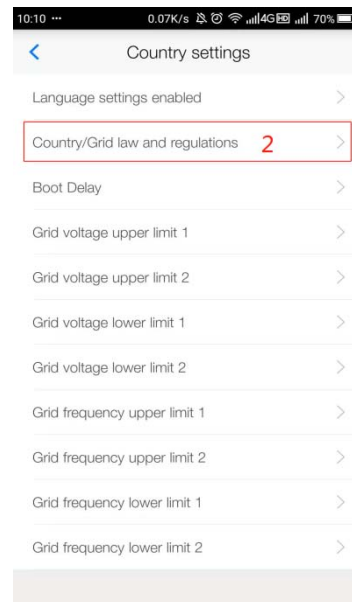 10:10 ··· 0.07K/s 4G HD 70%
Country settings
Language settings enabled
Country/Grid law and regulations 2
Boot Delay
Grid voltage upper limit 1
Grid voltage upper limit 2
Grid voltage lower limit 1
Grid voltage lower limit 2
Grid frequency upper limit 1
Grid frequency upper limit 2
Grid frequency lower limit 1
Grid frequency lower limit 2